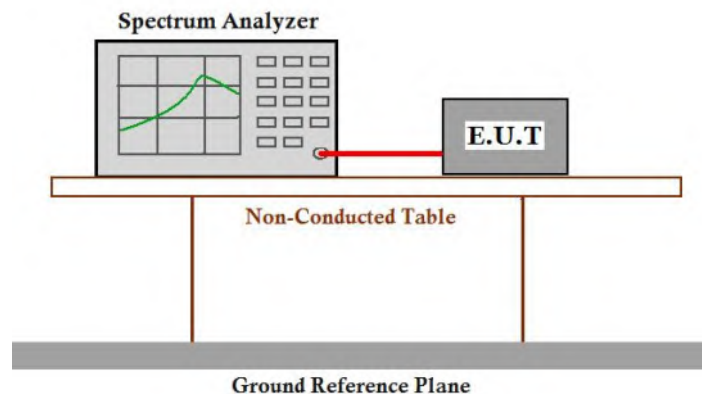 Spectrum Analyzer
E.U.T
Non-Conducted Table
Ground Reference Plane